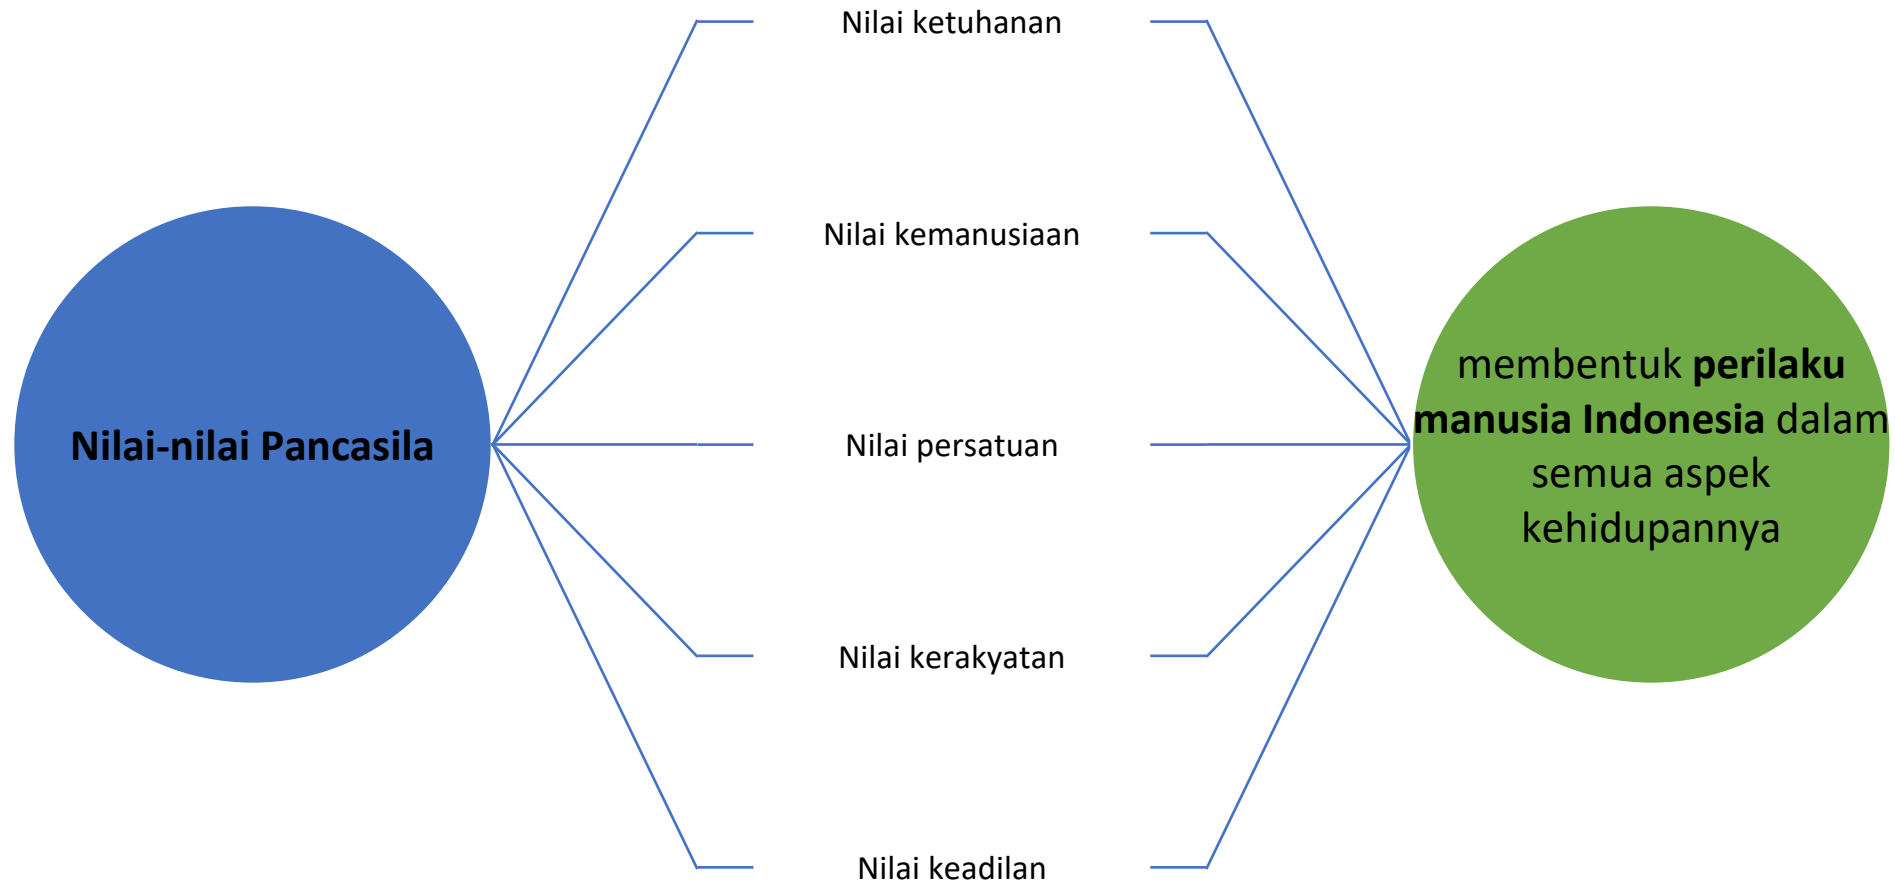 Nilai-nilai Pancasila
Nilai ketuhanan
Nilai kemanusiaan
Nilai persatuan
Nilai kerakyatan
Nilai keadilan
membentuk perilaku
manusia Indonesia dalam
semua aspek
kehidupannya